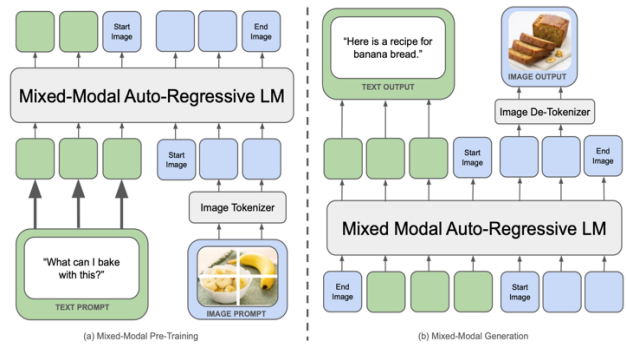 Start
Image
End
Image
Mixed-Modal Auto-Regressive LM
Start
Image
Image Tokenizer
“What can I bake
with this?”
TEXT PROMPT
IMAGE PROMPT
(a) Mixed-Modal Pre-Training
“Here is a recipe for
banana bread.”
TEXT OUTPUT
IMAGE OUTPUT
Image De-Tokenizer
Start
Image
End
Image
Mixed Modal Auto-Regressive LM
End
Image
Start
Image
(b) Mixed-Modal Generation